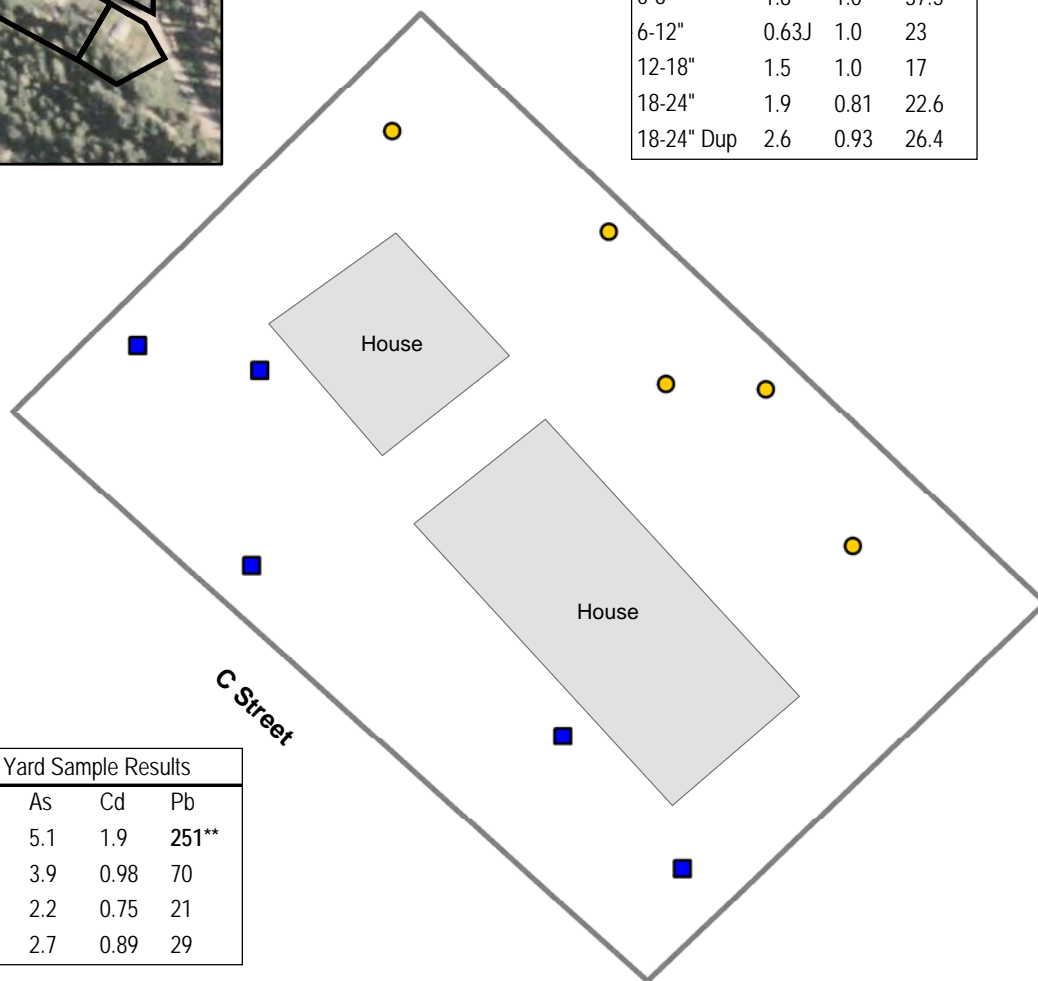 6-12" 0.63J 1.0 23
12-18" 1.5 1.0 17
18-24" 1.9 0.81 22.6
18-24" Dup 2.6 0.93 26.4
House
House
C Street
Yard Sample Results
As Cd Pb
5.1 1.9 251**
3.9 0.98 70
2.2 0.75 21
2.7 0.89 29